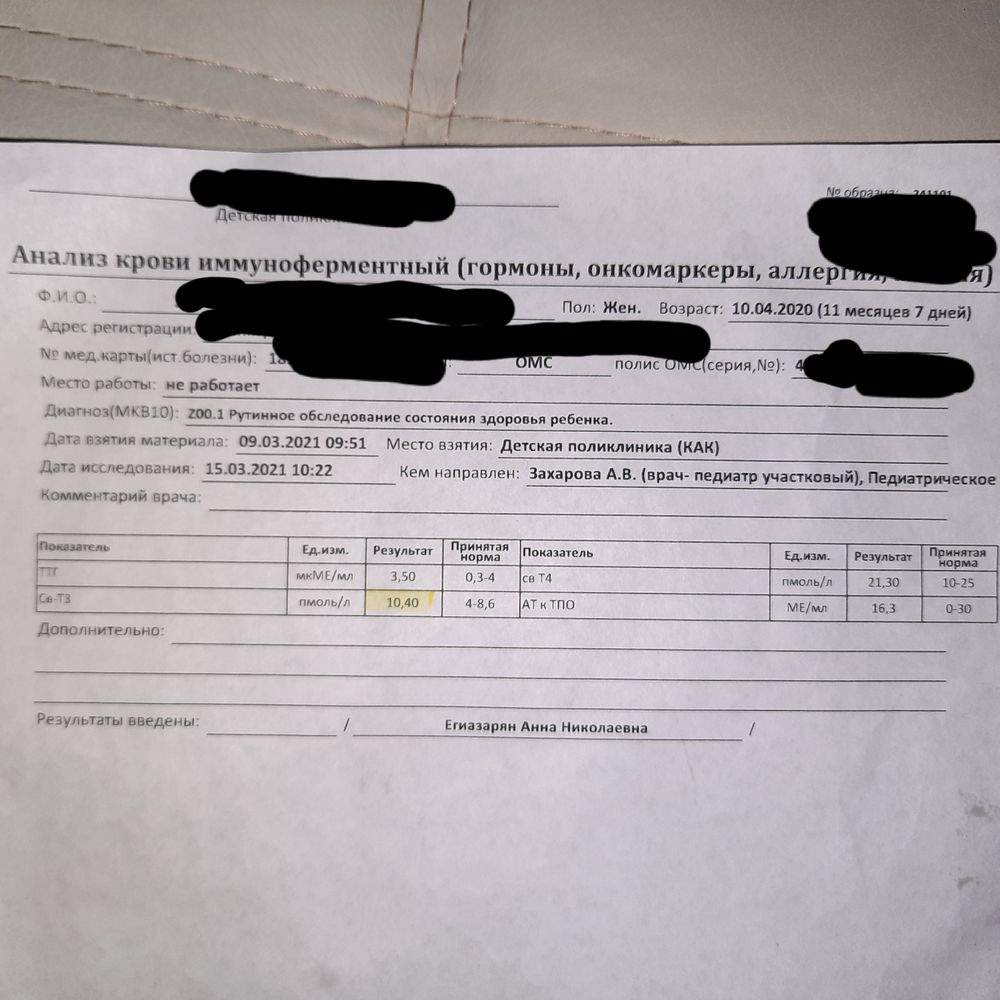 № образца:
Детская
Анализ крови иммуноферментный (гормоны, онкомаркеры, аллергия,
Ф.И.О.: Пол: Жен. Возраст: 10.04.2020 (11 месяцев 7 дней)
Адрес регистрации:
№ мед.карты(ист.болезни): ОМС полис ОМС(серия,№): 4
Место работы: не работает
Диагноз(МКВ10): Z00.1 Рутинное обследование состояния здоровья ребенка.
Дата взятия материала: 09.03.2021 09:51 Место взятия: Детская поликлиника (КАК)
Дата исследования: 15.03.2021 10:22 Кем направлен: Захарова А.В. (врач- педиатр участковый), Педиатрическое
Комментарий врача:
Показатель Ед.изм. Результат Принятая норма Показатель Ед.изм. Результат Принятая норма
ТТГ мкМЕ/мл 3,50 0,3-4 св Т4 пмоль/л 21,30 10-25
Св-Т3 пмоль/л 10,40 4-8,6 АТ к ТПО МЕ/мл 16,3 0-30
Дополнительно:
Результаты введены: / Егиазарян Анна Николаевна /